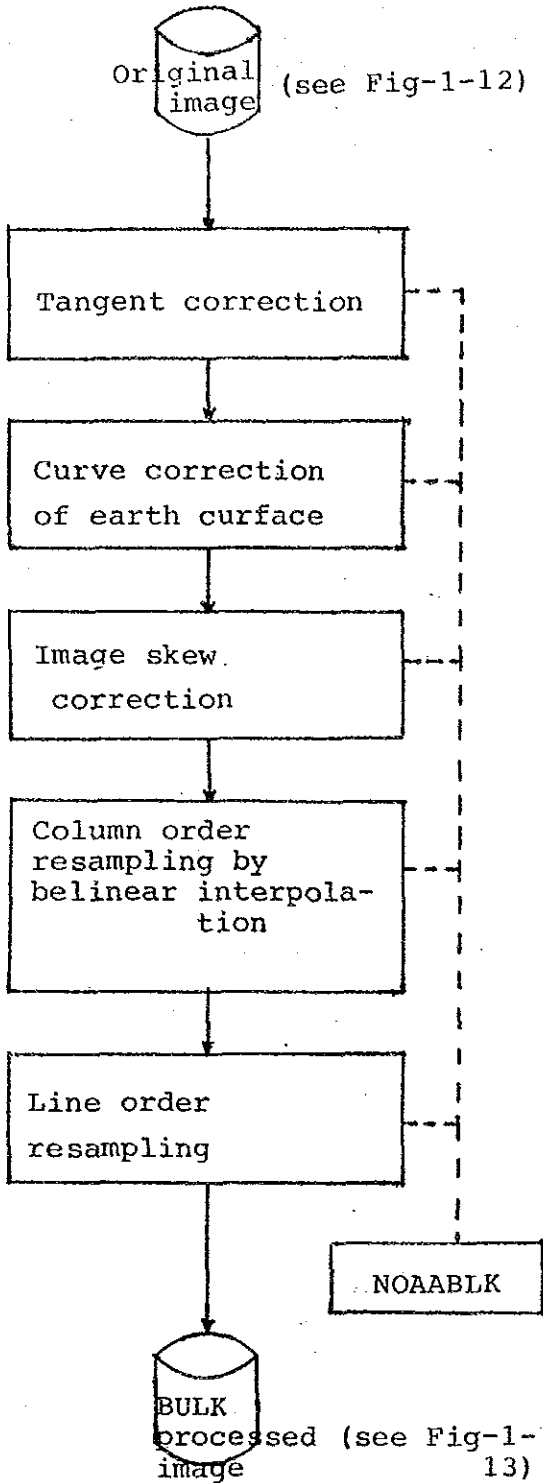 Original (see Fig-1-12)
image
Tangent correction
Curve correction
of earth curface
Image skew
correction
Column order
resampling by
belinear interpola-
tion
Line order
resampling
NOAABLK
BULK
processed (see Fig-1-
image 13)